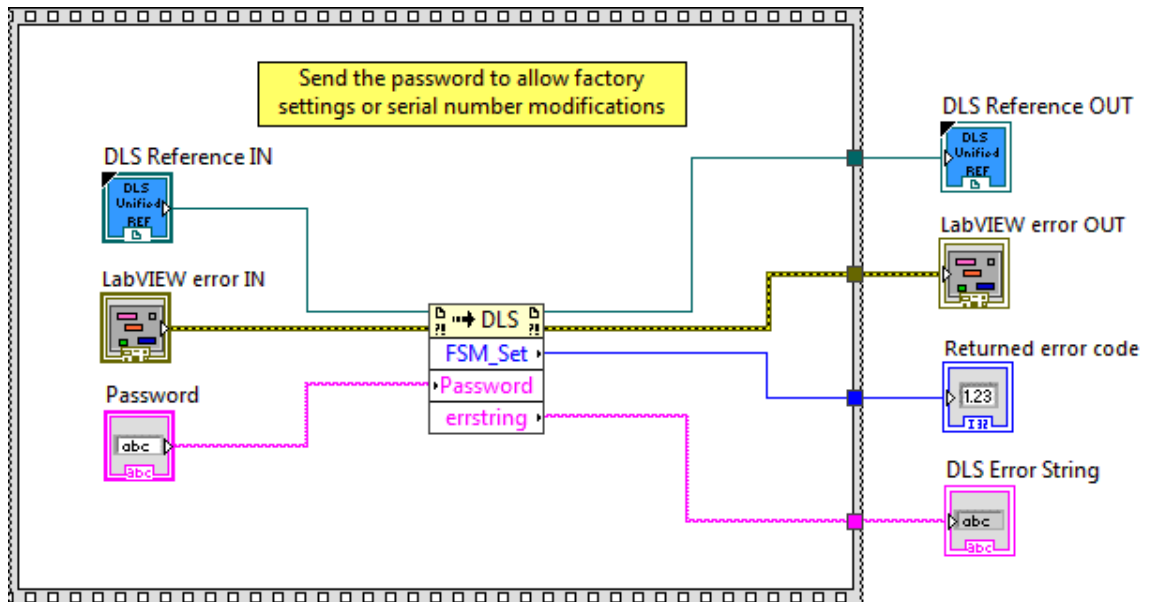 Send the password to allow factory
settings or serial number modifications
DLS Reference IN
DLS
Unified
REF
LabVIEW error IN
Password
abc
abc
DLS
FSM_Set
Password
errstring
DLS Reference OUT
DLS
Unified
REF
LabVIEW error OUT
Returned error code
1.23
I32
DLS Error String
abc
abc